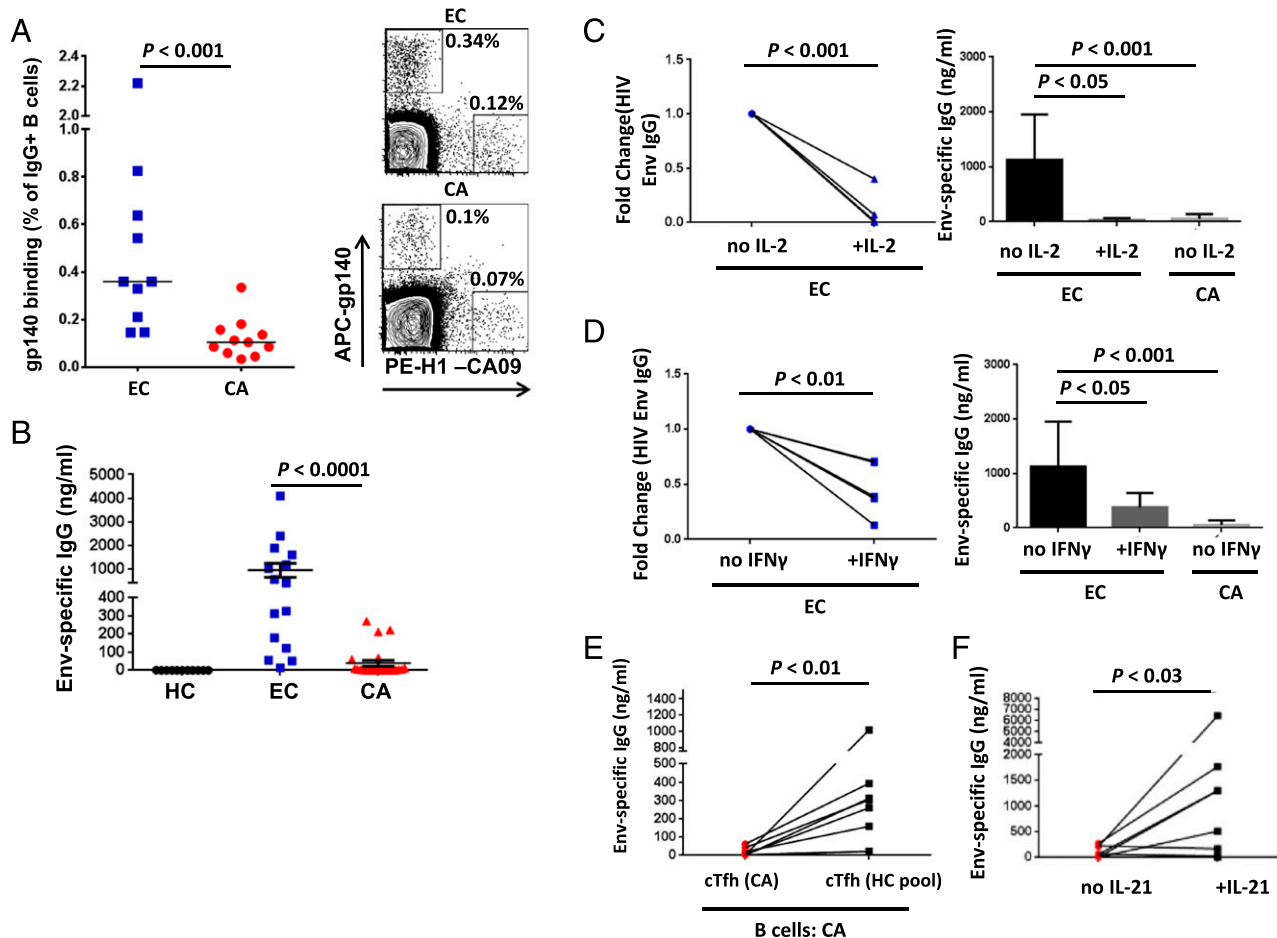 A
P < 0.001
gp140 binding (% of IgG+ B cells)
2.4
2.2
2.0
1.0
0.8
0.6
0.4
0.2
0.0
EC
CA
EC
0.34%
0.12%
CA
0.1%
0.07%
APC-gp140
PE-H1 –CA09
B
P < 0.0001
Env-specific IgG (ng/ml)
5000
4000
3000
2000
1000
400
300
200
100
0
HC
EC
CA
C
P < 0.001
Fold Change(HIV
Env IgG)
1.5
1.0
0.5
0.0
no IL-2
+IL-2
EC
P < 0.001
P < 0.05
Env-specific IgG (ng/ml)
3000
2000
1000
0
no IL-2
+IL-2
no IL-2
EC
CA
D
P < 0.01
Fold Change (HIV Env IgG)
1.5
1.0
0.5
0.0
no IFNγ
+IFNγ
EC
P < 0.001
P < 0.05
Env-specific IgG (ng/ml)
3000
2000
1000
0
no IFNγ
+IFNγ
no IFNγ
EC
CA
E
P < 0.01
Env-specific IgG (ng/ml)
1400
1200
1000
800
500
400
300
200
100
0
cTfh (CA)
cTfh (HC pool)
B cells: CA
F
P < 0.03
Env-specific IgG (ng/ml)
8000
7000
6000
5000
4000
3000
2000
1500
1000
500
0
no IL-21
+IL-21